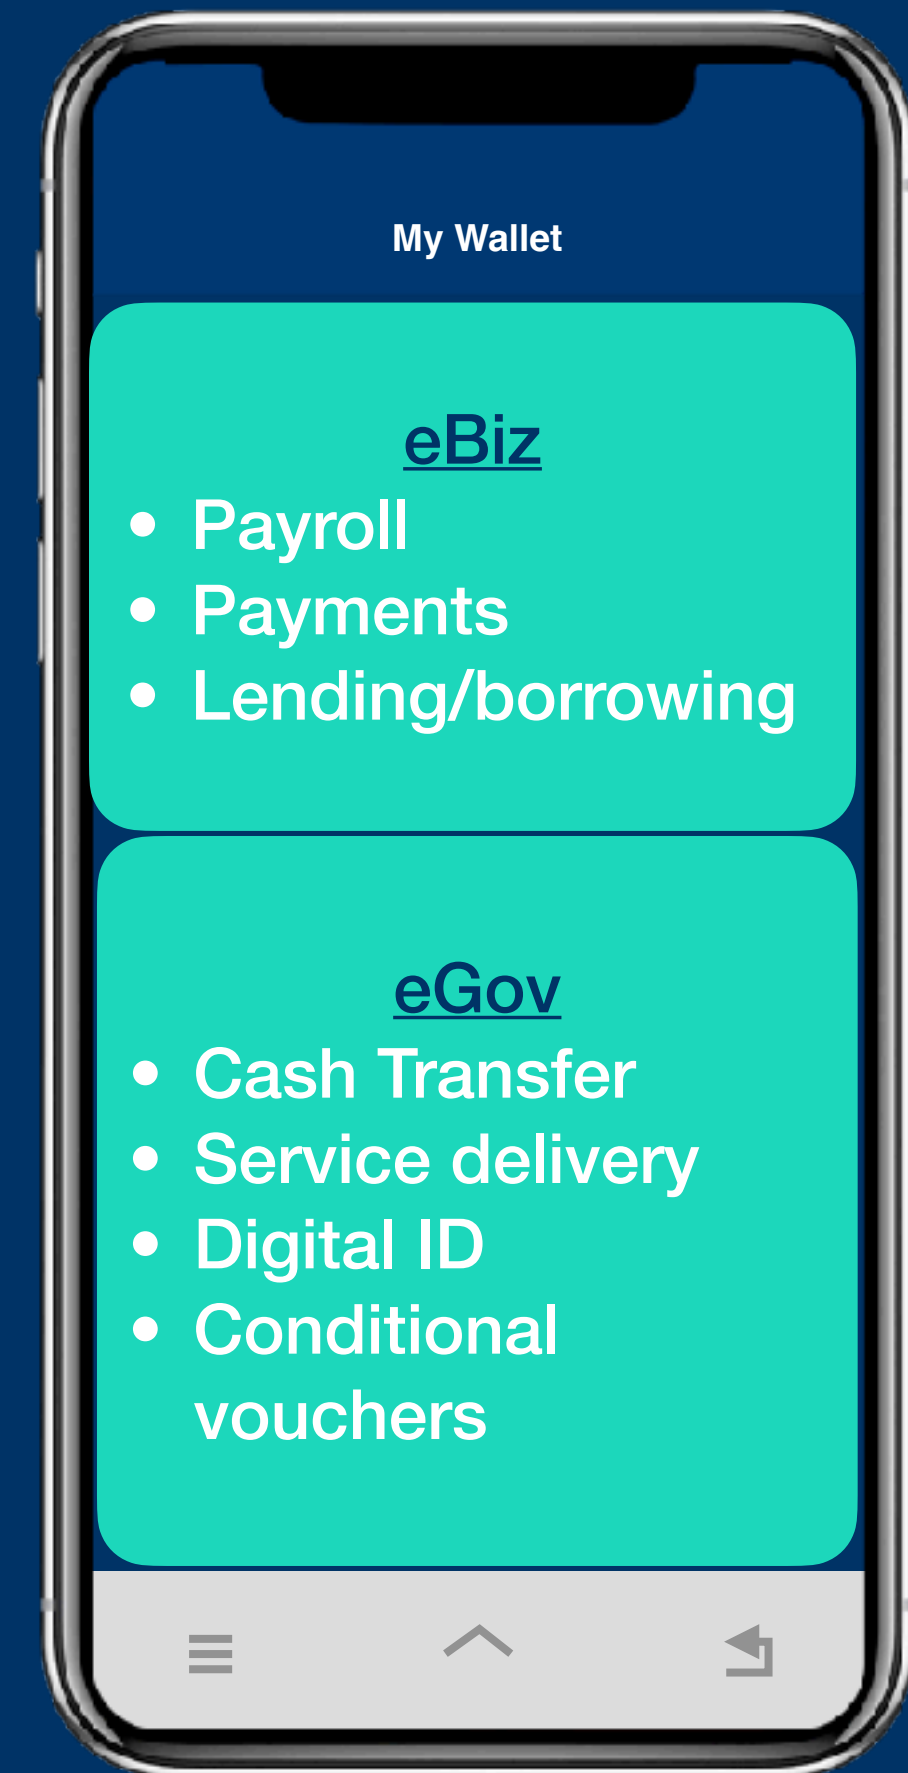 My Wallet
eBiz
• Payroll
• Payments
• Lending/borrowing
eGov
• Cash Transfer
• Service delivery
• Digital ID
• Conditional
vouchers